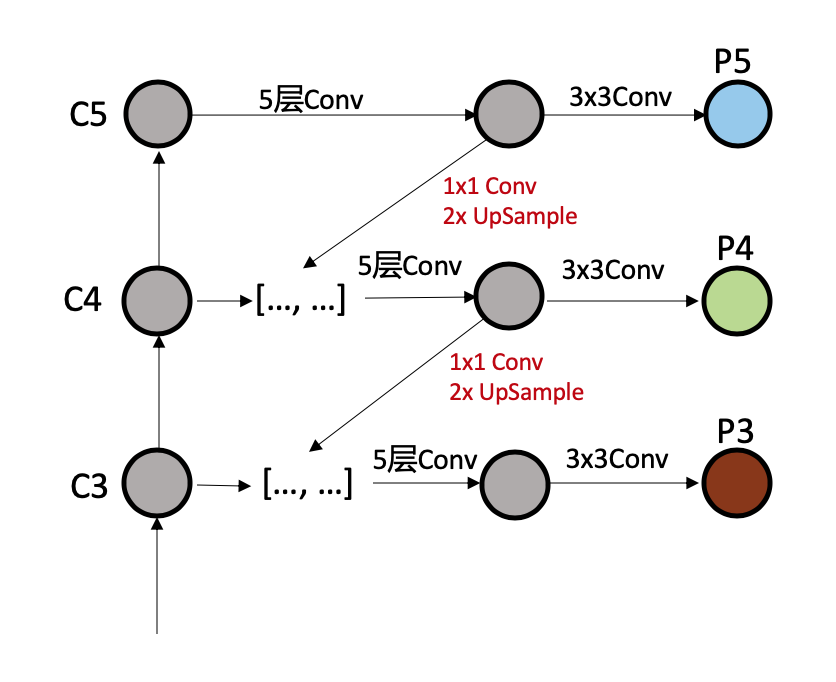 P5
C5
5层Conv
3x3Conv
1x1 Conv
2x UpSample
P4
C4
[..., ...]
5层Conv
3x3Conv
1x1 Conv
2x UpSample
P3
C3
[..., ...]
5层Conv
3x3Conv